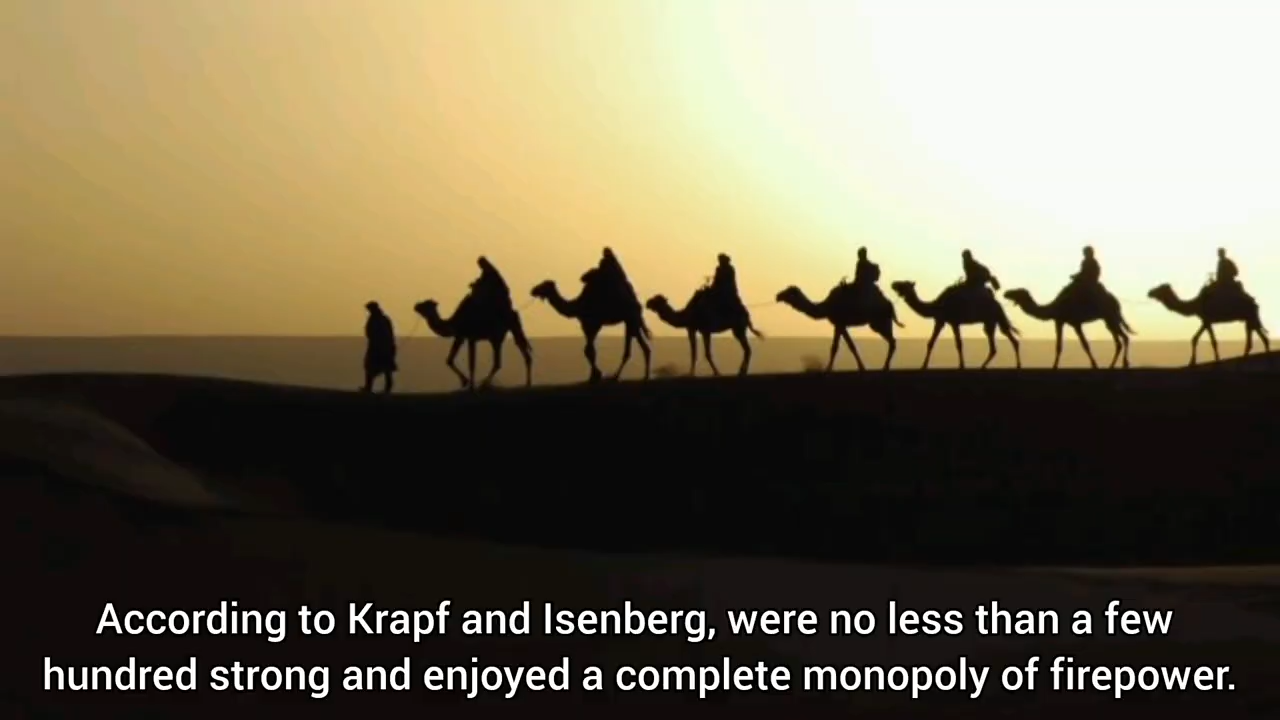 According to Krapf and Isenberg, were no less than a few
hundred strong and enjoyed a complete monopoly of firepower.